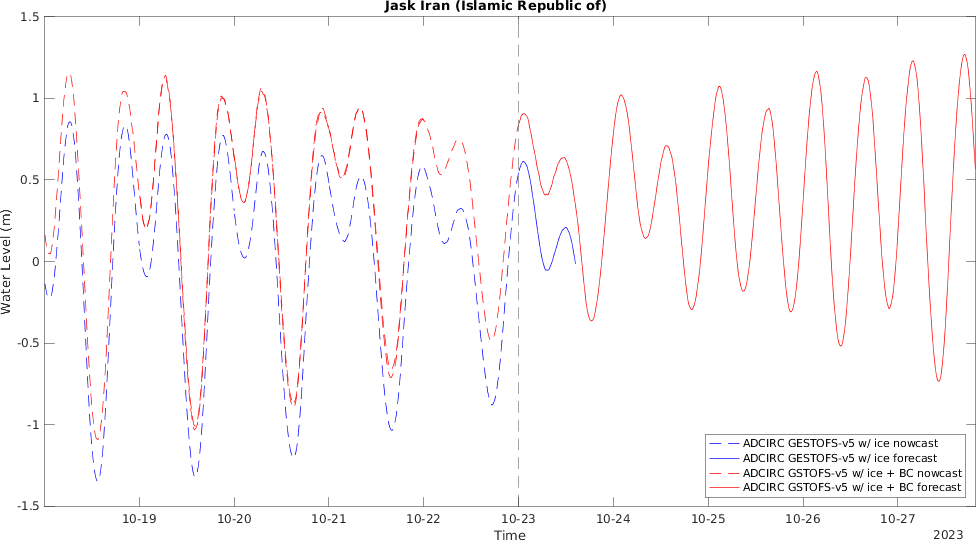 Jask Iran (Islamic Republic of)
1.5
1
0.5
0
-0.5
-1
-1.5
Water Level (m)
ADCIRC GESTOFS-v5 w/ ice nowcast
ADCIRC GESTOFS-v5 w/ ice forecast
ADCIRC GSTOFS-v5 w/ ice + BC nowcast
ADCIRC GSTOFS-v5 w/ ice + BC forecast
10-19 10-20 10-21 10-22 10-23 10-24 10-25 10-26 10-27
Time
2023